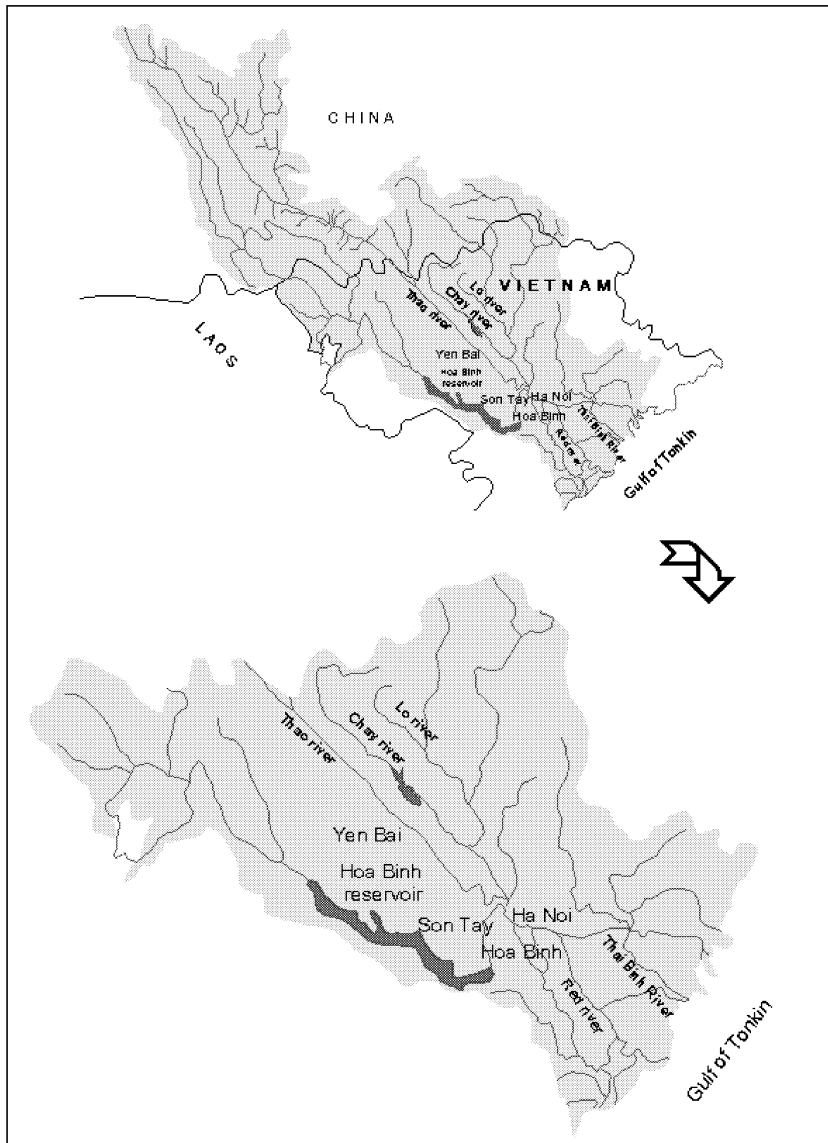 CHINA
VIETNAM
LAOS
Lo river
Chay river
Thao river
Yen Bai
Hoa Binh
reservoir
Son Tay
Ha Noi
Hoa Binh
Red river
Thai Binh River
Gulf of Tonkin
Lo river
Chay river
Thao river
Yen Bai
Hoa Binh
reservoir
Son Tay
Ha Noi
Hoa Binh
Red river
Thai Binh River
Gulf of Tonkin